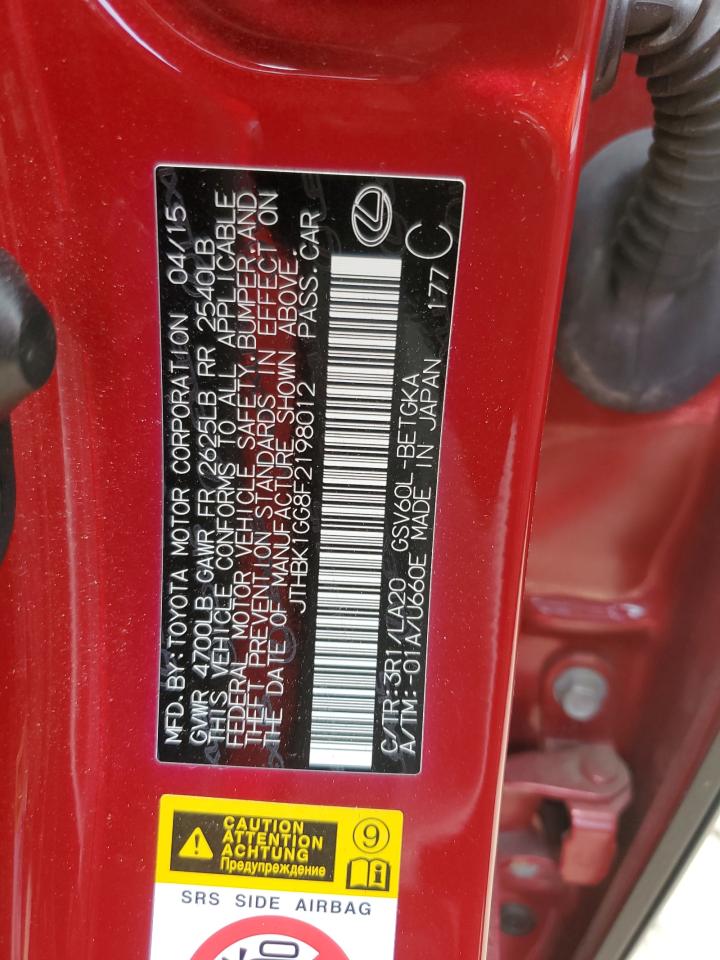 MFD.BY:TOYOTA MOTOR CORPORATION 04/15
GVWR 4700LB GAWR FR 2625LB RR 2540LB
THIS VEHICLE CONFORMS TO ALL APPLICABLE
FEDERAL MOTOR VEHICLE SAFETY,BUMPER,AND
THEFT PREVENTION STANDARDS IN EFFECT ON
THE DATE OF MANUFACTURE SHOWN ABOVE.
JTHBK1GG8F2198012 PASS.CAR
C/TR:3R1/LA20 GSV60L-BETGKA
A/TM:-01A/U660E MADE IN JAPAN 177 C
CAUTION
ATTENTION
ACHTUNG
Предупреждение
9
i
SRS SIDE AIRBAG